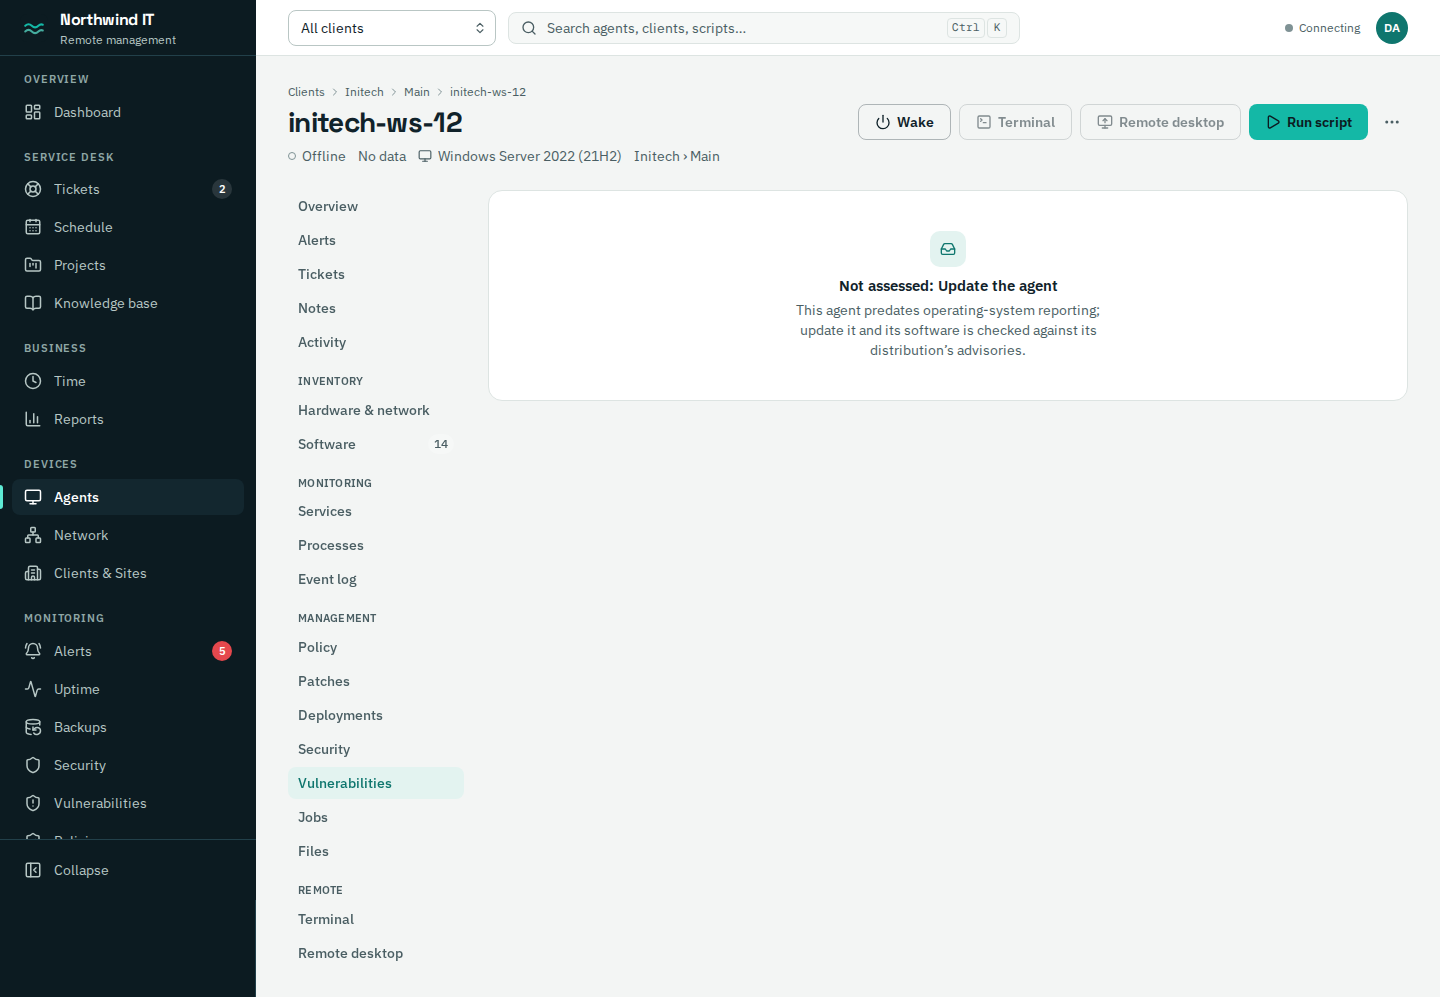 Northwind IT
Remote management
OVERVIEW
Dashboard
SERVICE DESK
Tickets 2
Schedule
Projects
Knowledge base
BUSINESS
Time
Reports
DEVICES
Agents
Network
Clients & Sites
MONITORING
Alerts 5
Uptime
Backups
Security
Vulnerabilities
Collapse
All clients
Search agents, clients, scripts... Ctrl K
Connecting
DA
Clients > Initech > Main > initech-ws-12
initech-ws-12
Wake
Terminal
Remote desktop
Run script
Offline No data Windows Server 2022 (21H2) Initech › Main
Overview
Alerts
Tickets
Notes
Activity
INVENTORY
Hardware & network
Software 14
MONITORING
Services
Processes
Event log
MANAGEMENT
Policy
Patches
Deployments
Security
Vulnerabilities
Jobs
Files
REMOTE
Terminal
Remote desktop
Not assessed: Update the agent
This agent predates operating-system reporting;
update it and its software is checked against its
distribution’s advisories.